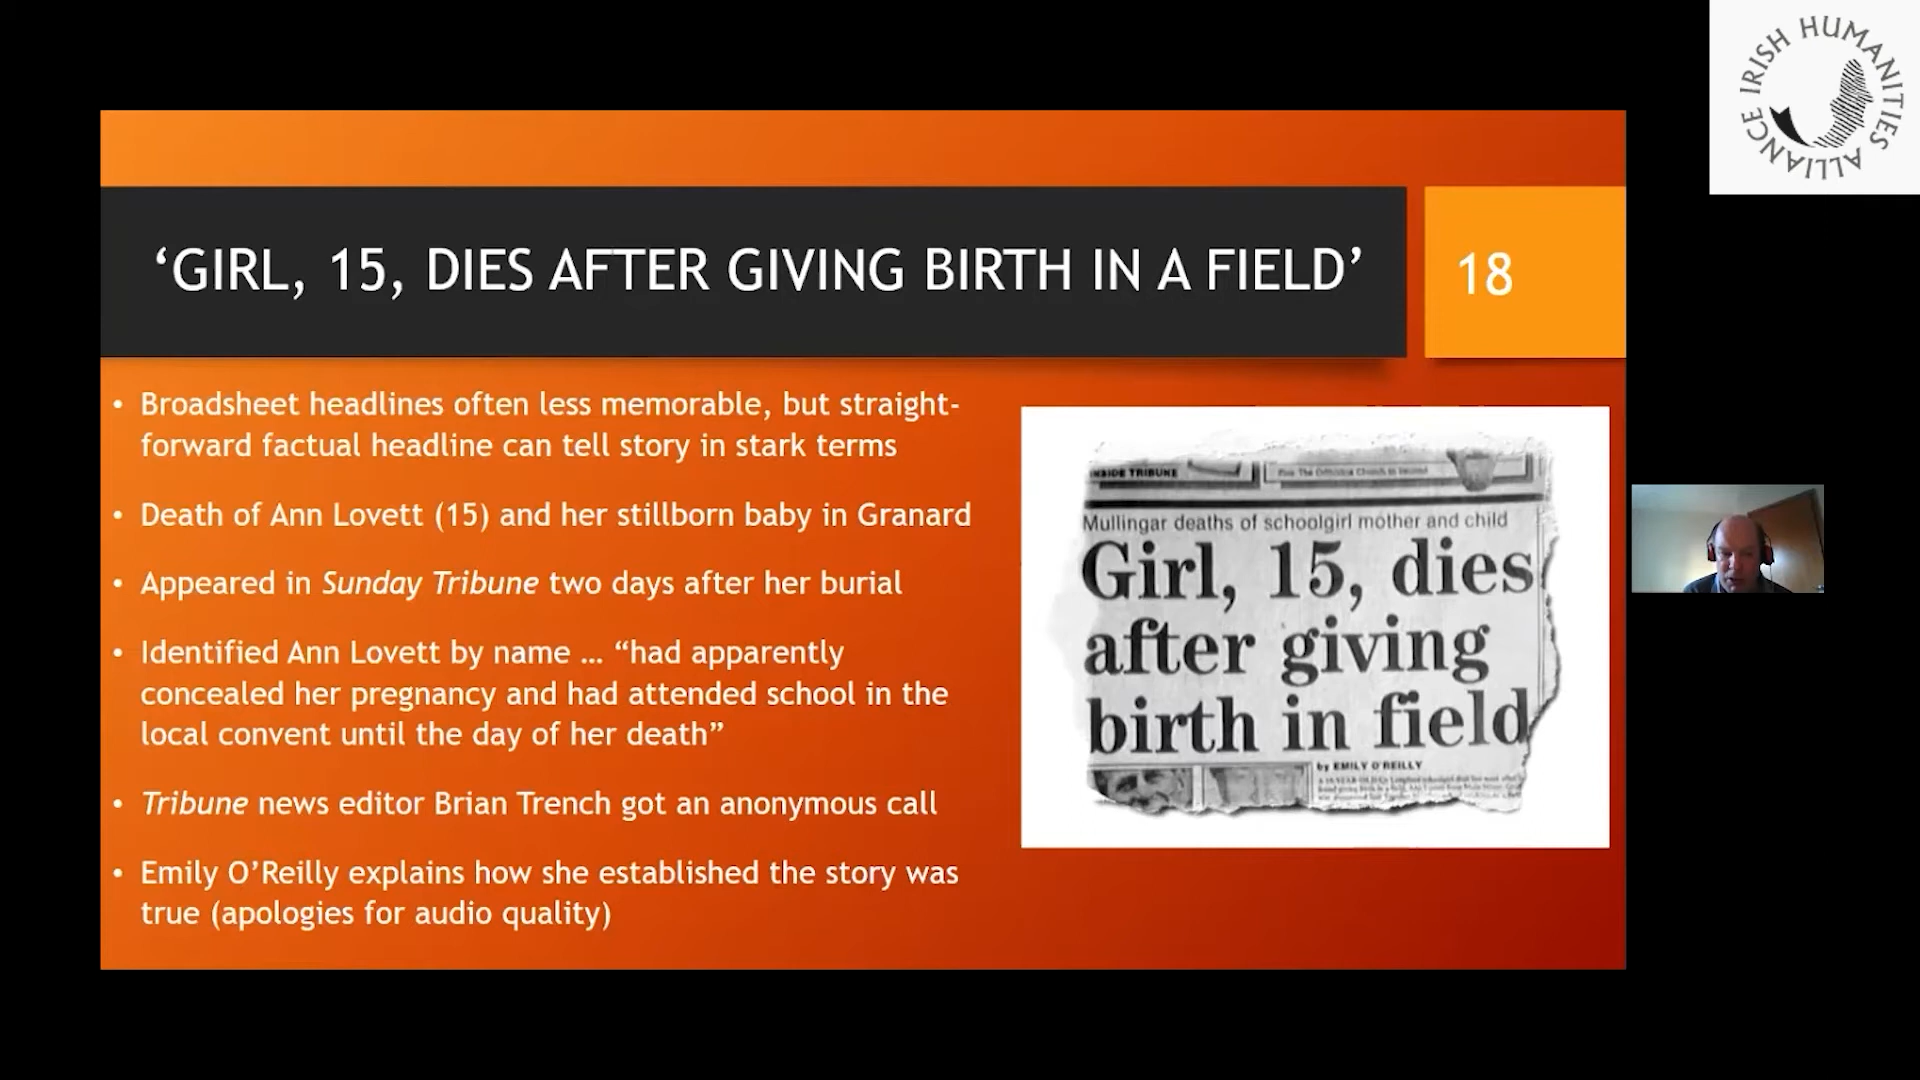 IRISH HUMANITIES ALLIANCE
‘GIRL, 15, DIES AFTER GIVING BIRTH IN A FIELD’
18
• Broadsheet headlines often less memorable, but straight-
forward factual headline can tell story in stark terms
• Death of Ann Lovett (15) and her stillborn baby in Granard
• Appeared in Sunday Tribune two days after her burial
• Identified Ann Lovett by name … “had apparently
concealed her pregnancy and had attended school in the
local convent until the day of her death”
• Tribune news editor Brian Trench got an anonymous call
• Emily O’Reilly explains how she established the story was
true (apologies for audio quality)
INSIDE TRIBUNE
Mullingar deaths of schoolgirl mother and child
Girl, 15, dies
after giving
birth in field
by EMILY O'REILLY